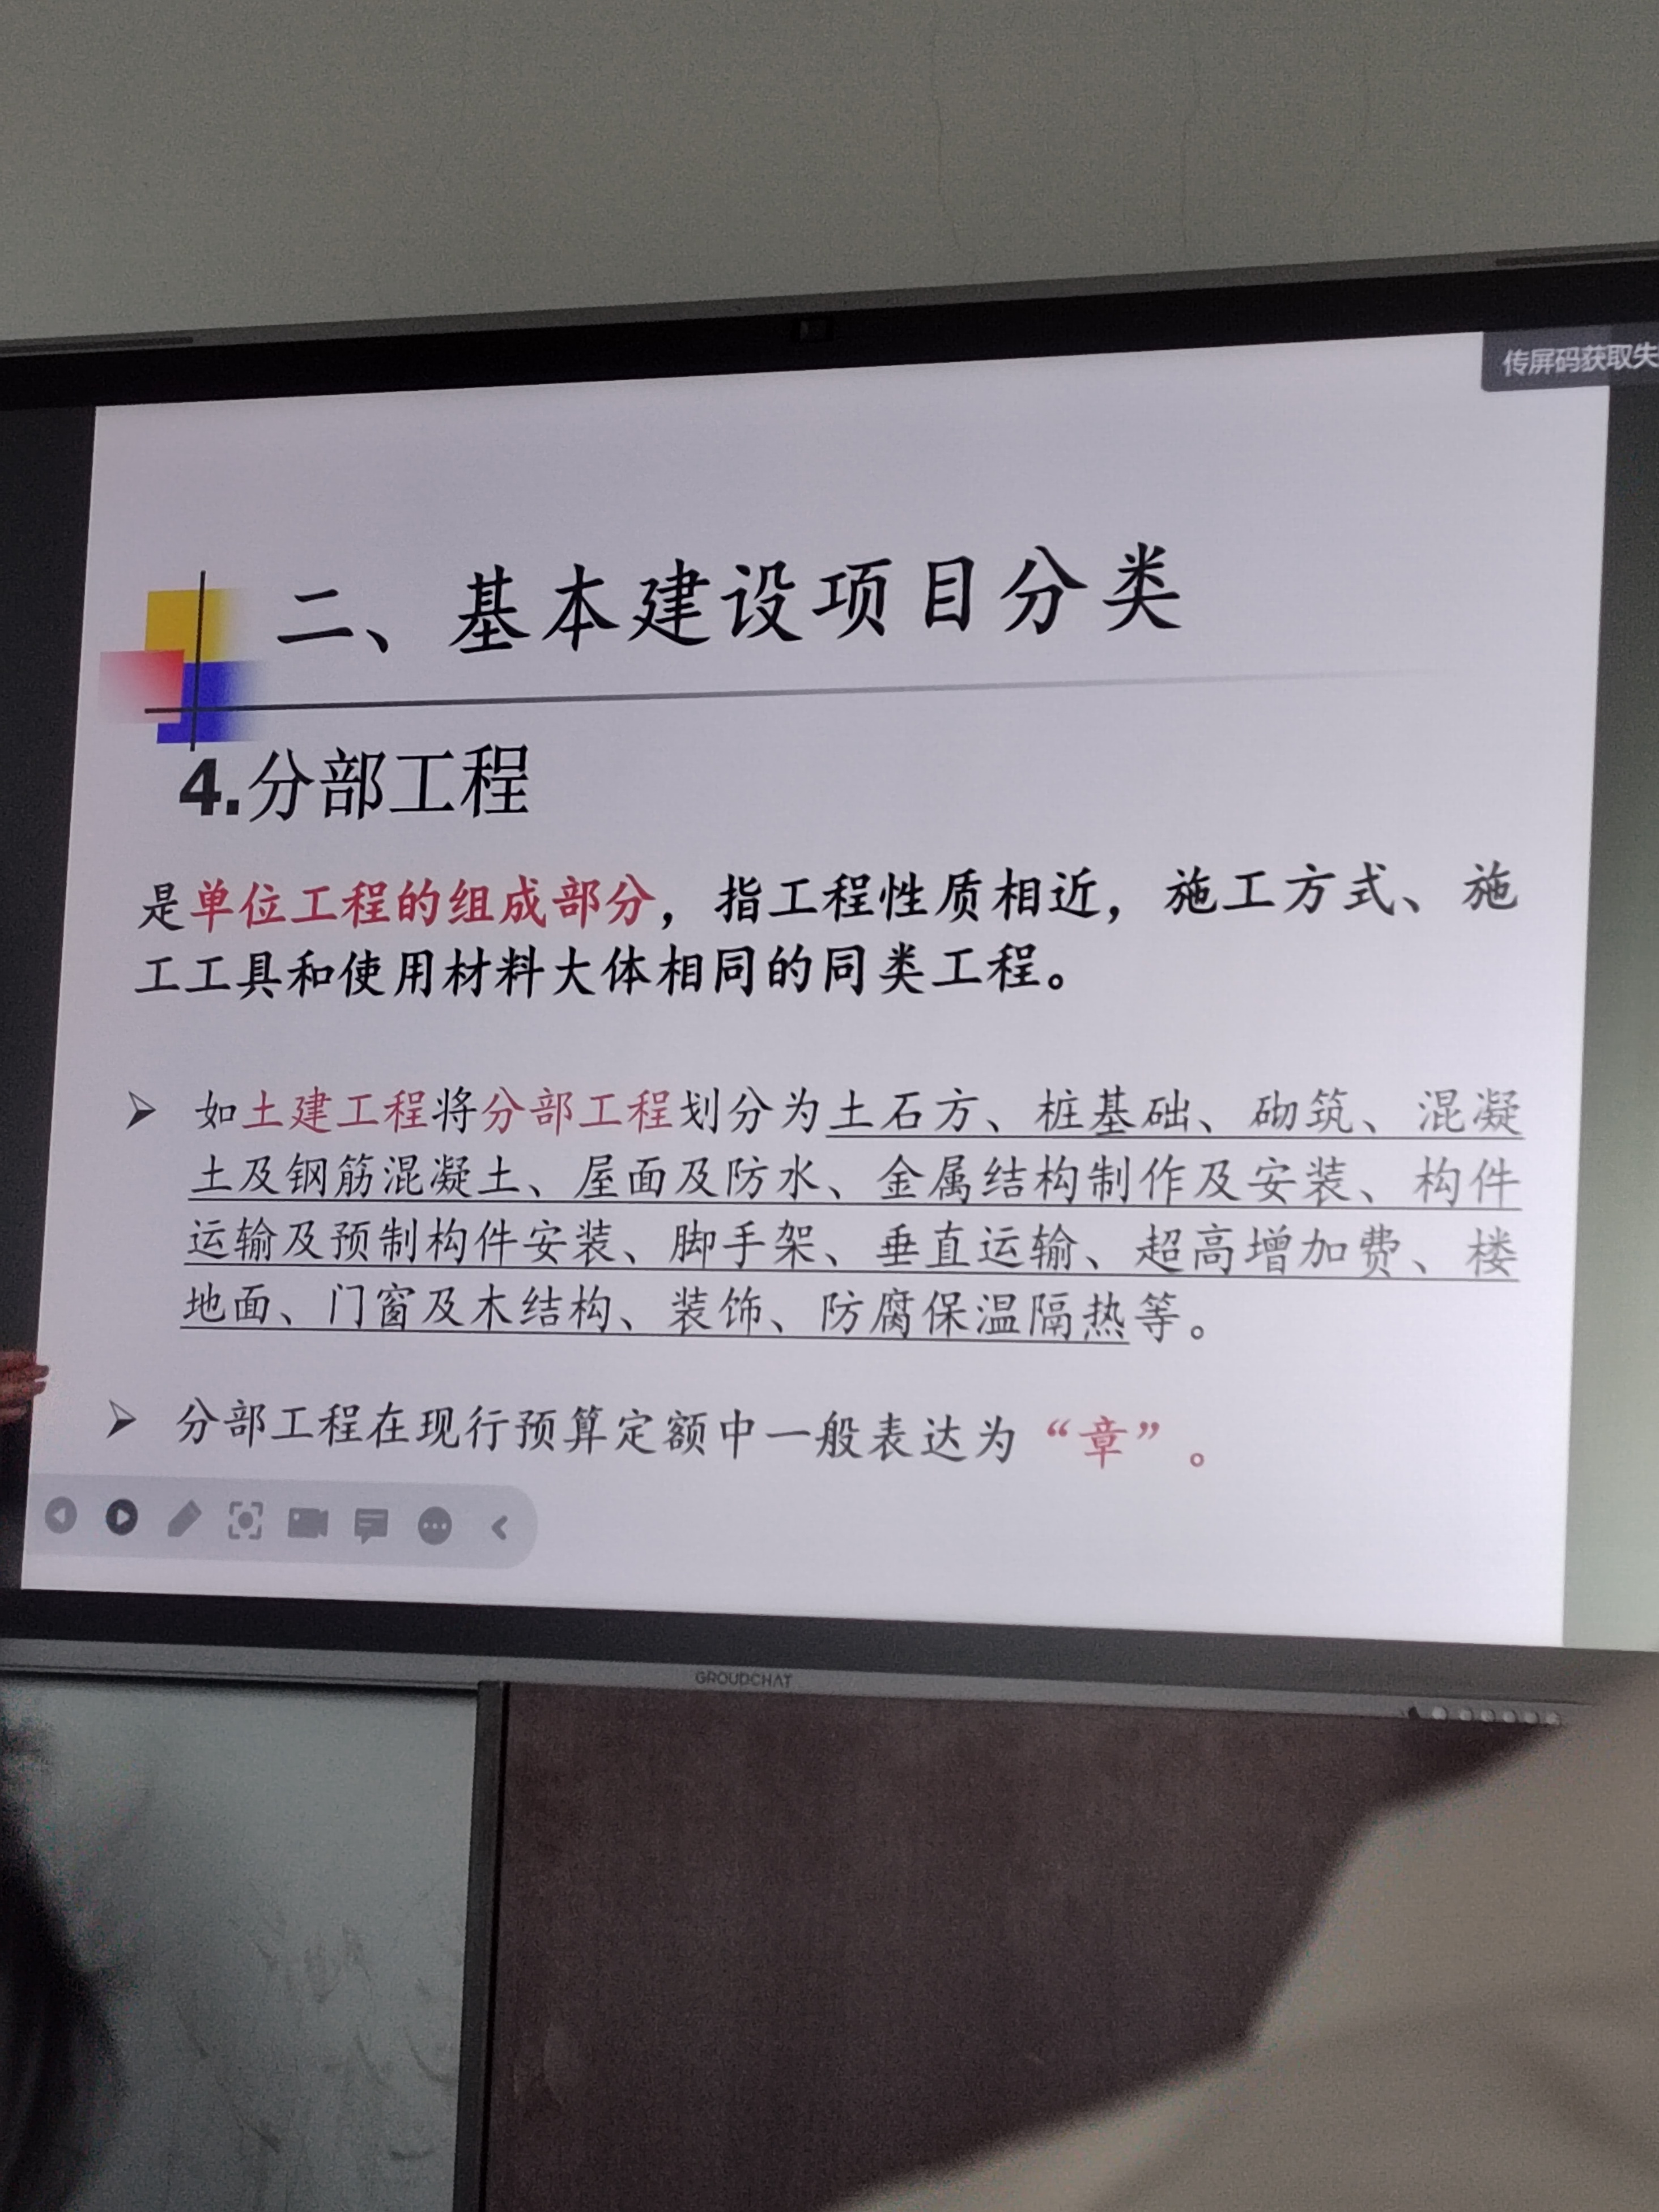 传屏码获取失
二、基本建设项目分类
4.分部工程
是单位工程的组成部分，指工程性质相近，施工方式、施
工工具和使用材料大体相同的同类工程。
➢ 如土建工程将分部工程划分为土石方、桩基础、砌筑、混凝
土及钢筋混凝土、屋面及防水、金属结构制作及安装、构件
运输及预制构件安装、脚手架、垂直运输、超高增加费、楼
地面、门窗及木结构、装饰、防腐保温隔热等。
➢ 分部工程在现行预算定额中一般表达为“章”。
GROUDCHAT